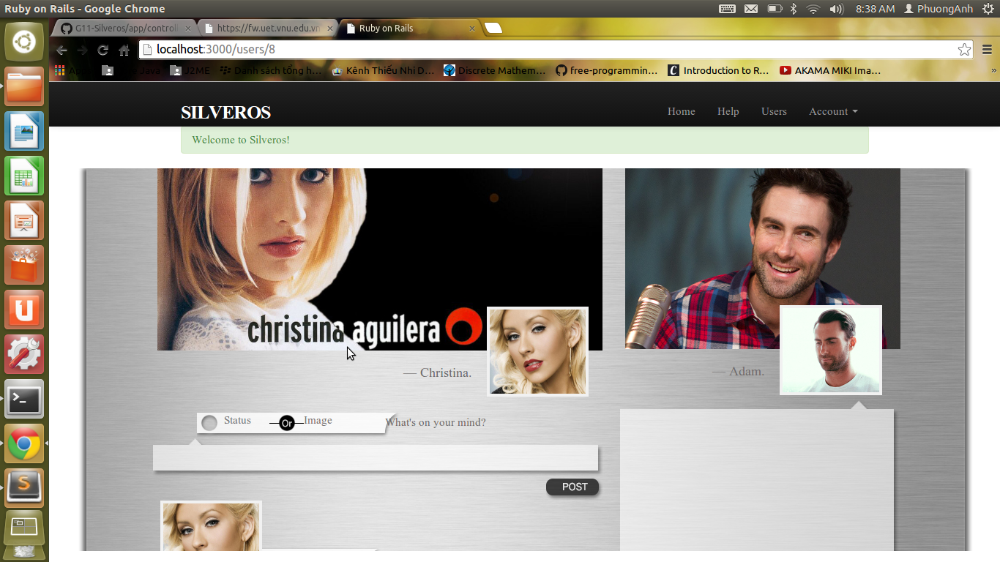 Ruby on Rails - Google Chrome
8:38 AM PhuongAnh
G11-Silveros/app/control
https://fw.uet.vnu.edu.vn
Ruby on Rails
localhost:3000/users/8
Java J2ME Danh sách tổng h... Kênh Thiếu Nhi D... Discrete Mathem... free-programmin... Introduction to R... AKAMA MIKI Ima... »
SILVEROS
Home Help Users Account
Welcome to Silveros!
christina aguilera
— Christina.
— Adam.
Status Or Image What's on your mind?
POST